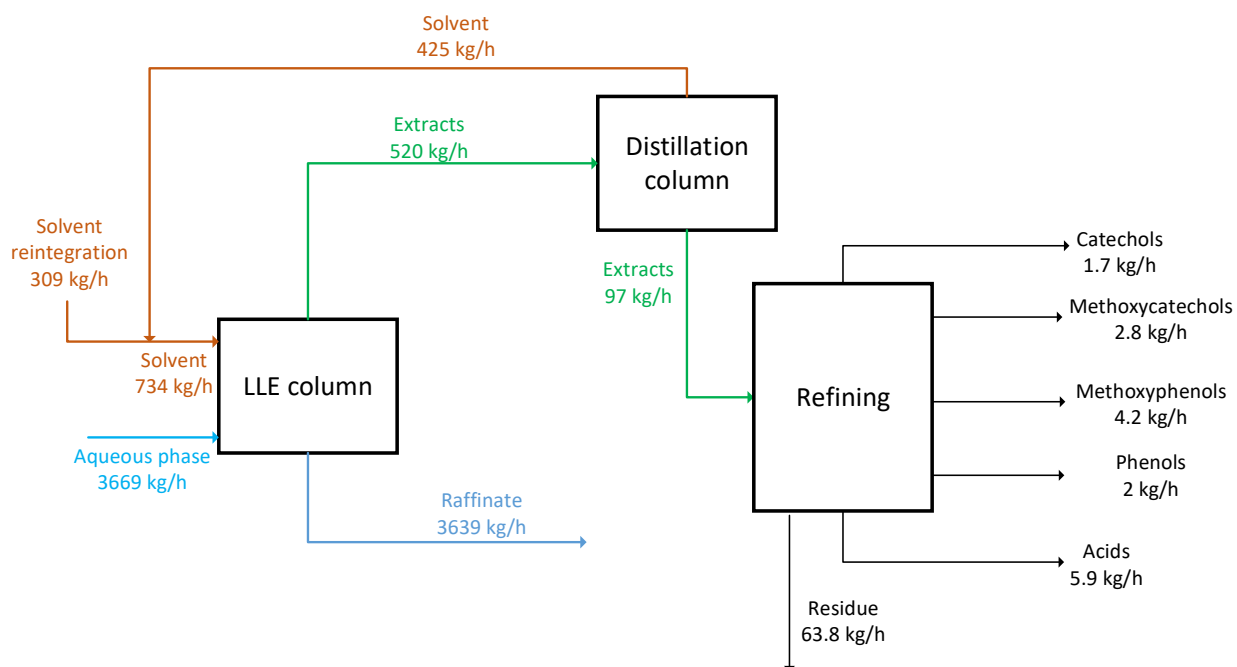 Solvent
425 kg/h
Extracts
520 kg/h
Distillation
column
Solvent
reintegration
309 kg/h
Extracts
97 kg/h
Catechols
1.7 kg/h
Methoxycatechols
2.8 kg/h
Solvent
734 kg/h
LLE column
Refining
Methoxyphenols
4.2 kg/h
Aqueous phase
3669 kg/h
Phenols
2 kg/h
Raffinate
3639 kg/h
Acids
5.9 kg/h
Residue
63.8 kg/h